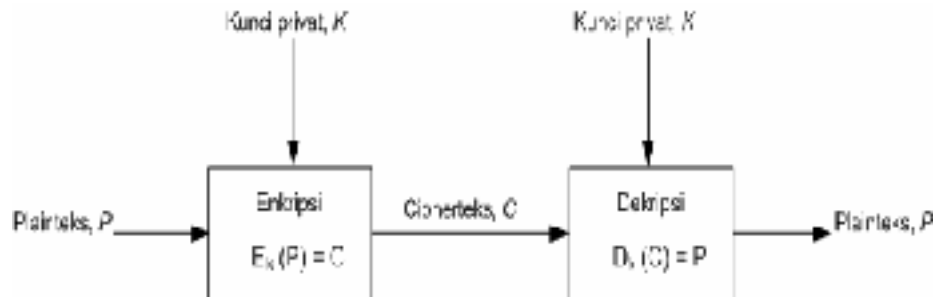 Kunci privat, K
Kunci privat, K
Enkripsi
Dekripsi
Plainteks, P
Cipherteks, C
Plainteks, P
E_k (P) = C
D_k (C) = P